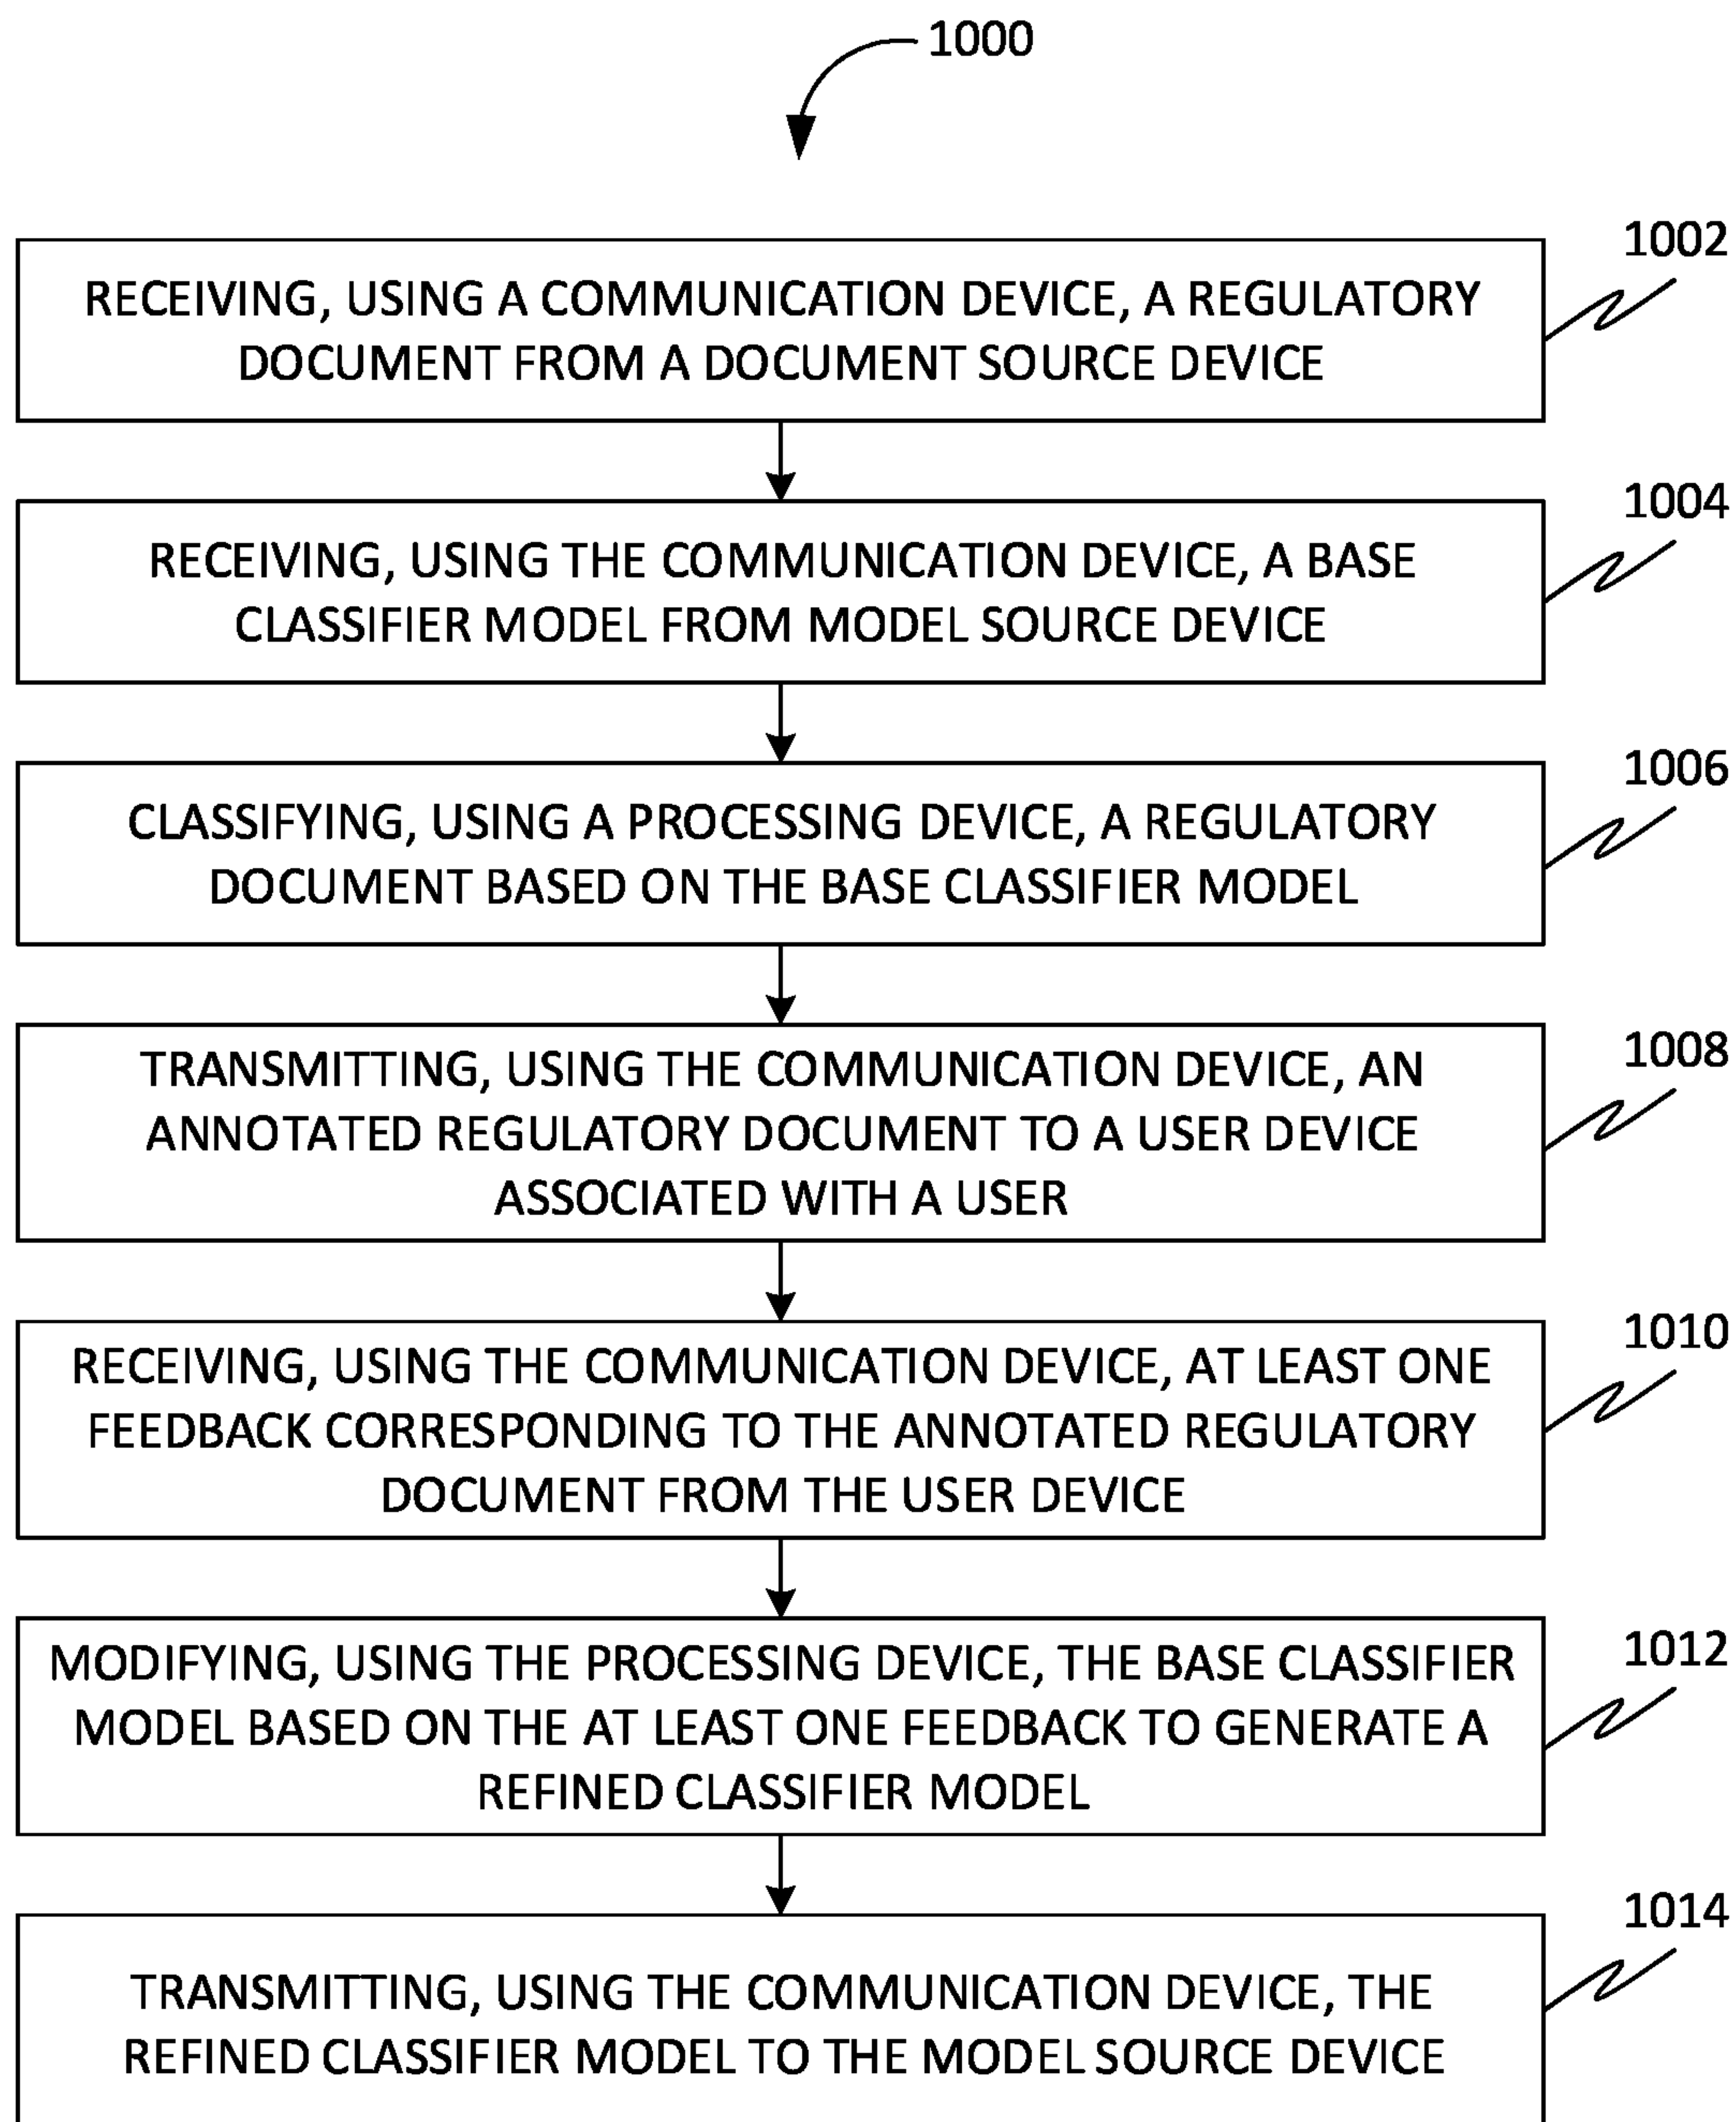 1000
1002
RECEIVING, USING A COMMUNICATION DEVICE, A REGULATORY
DOCUMENT FROM A DOCUMENT SOURCE DEVICE
1004
RECEIVING, USING THE COMMUNICATION DEVICE, A BASE
CLASSIFIER MODEL FROM MODEL SOURCE DEVICE
1006
CLASSIFYING, USING A PROCESSING DEVICE, A REGULATORY
DOCUMENT BASED ON THE BASE CLASSIFIER MODEL
1008
TRANSMITTING, USING THE COMMUNICATION DEVICE, AN
ANNOTATED REGULATORY DOCUMENT TO A USER DEVICE
ASSOCIATED WITH A USER
1010
RECEIVING, USING THE COMMUNICATION DEVICE, AT LEAST ONE
FEEDBACK CORRESPONDING TO THE ANNOTATED REGULATORY
DOCUMENT FROM THE USER DEVICE
1012
MODIFYING, USING THE PROCESSING DEVICE, THE BASE CLASSIFIER
MODEL BASED ON THE AT LEAST ONE FEEDBACK TO GENERATE A
REFINED CLASSIFIER MODEL
1014
TRANSMITTING, USING THE COMMUNICATION DEVICE, THE
REFINED CLASSIFIER MODEL TO THE MODEL SOURCE DEVICE